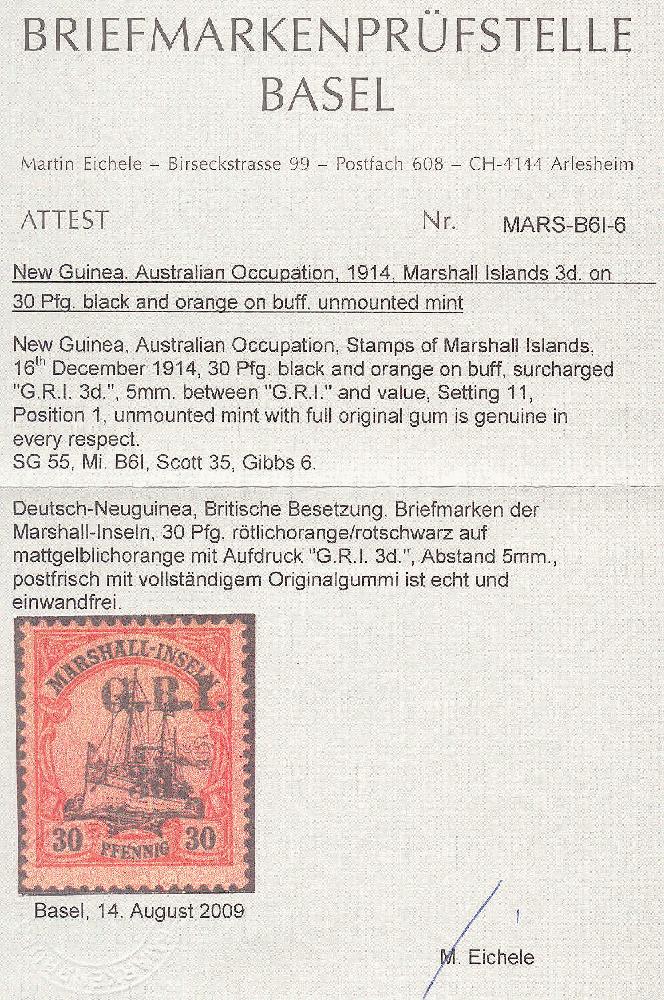 BRIEFMARKENPRÜFSTELLE
BASEL
Martin Eichele – Birseckstrasse 99 – Postfach 608 – CH-4144 Arlesheim
ATTEST Nr. MARS-B6I-6
New Guinea. Australian Occupation, 1914, Marshall Islands 3d. on
30 Pfg. black and orange on buff. unmounted mint
New Guinea, Australian Occupation, Stamps of Marshall Islands,
16th December 1914, 30 Pfg. black and orange on buff, surcharged
"G.R.I. 3d.", 5mm. between "G.R.I." and value, Setting 11,
Position 1, unmounted mint with full original gum is genuine in
every respect.
SG 55, Mi. B6I, Scott 35, Gibbs 6.
Deutsch-Neuguinea, Britische Besetzung. Briefmarken der
Marshall-Inseln, 30 Pfg. rötlichorange/rotschwarz auf
mattgelblichorange mit Aufdruck "G.R.I. 3d.", Abstand 5mm.,
postfrisch mit vollständigem Originalgummi ist echt und
einwandfrei.
MARSHALL-INSELN
G.R.I.
3d.
30 PFENNIG 30
Basel, 14. August 2009
M. Eichele